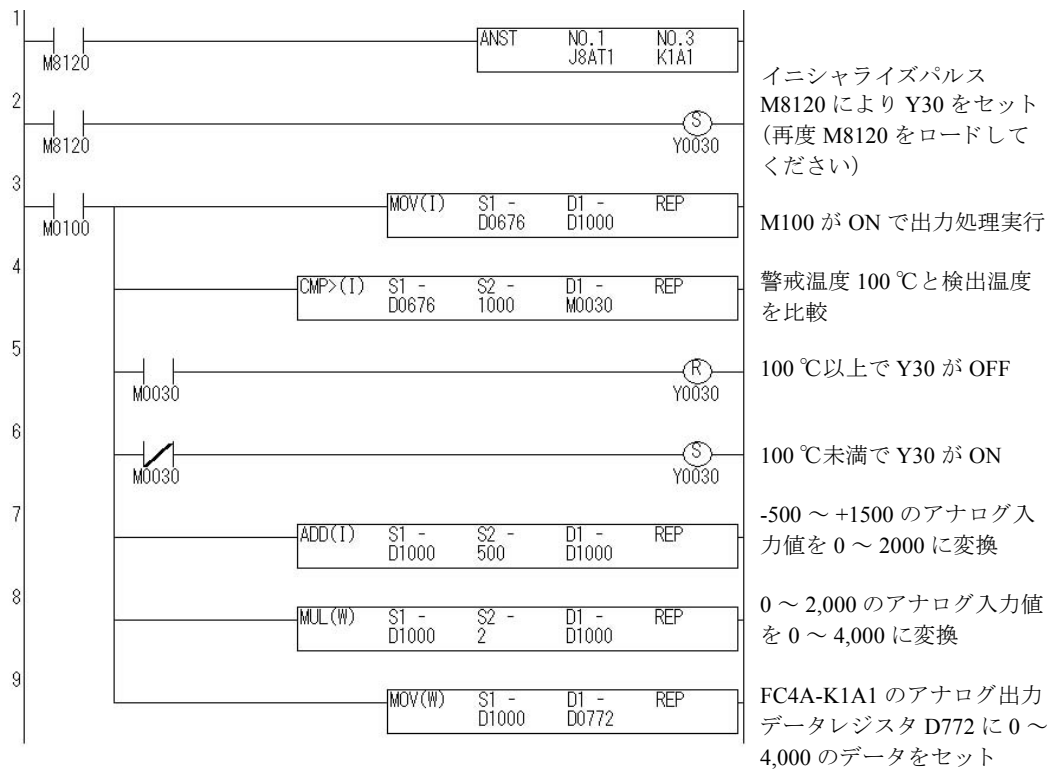 1
ANST NO.1 NO.3
J8AT1 K1A1
M8120
イニシャライズパルス
M8120 により Y30 をセット
(再度 M8120 をロードして
ください)
2
S
M8120
Y0030
3
MOV(I) S1 - D1 - REP
D0676 D1000
M0100
M100 が ON で出力処理実行
4
CMP>(I) S1 - S2 - D1 - REP
D0676 1000 M0030
警戒温度 100 ℃と検出温度
を比較
5
R
M0030
Y0030
100 ℃以上で Y30 が OFF
6
S
M0030
Y0030
100 ℃未満で Y30 が ON
7
ADD(I) S1 - S2 - D1 - REP
D1000 500 D1000
-500 ～ +1500 のアナログ入
力値を 0 ～ 2000 に変換
8
MUL(W) S1 - S2 - D1 - REP
D1000 2 D1000
0 ～ 2,000 のアナログ入力値
を 0 ～ 4,000 に変換
9
MOV(W) S1 - D1 - REP
D1000 D0772
FC4A-K1A1 のアナログ出力
データレジスタ D772 に 0 ～
4,000 のデータをセット